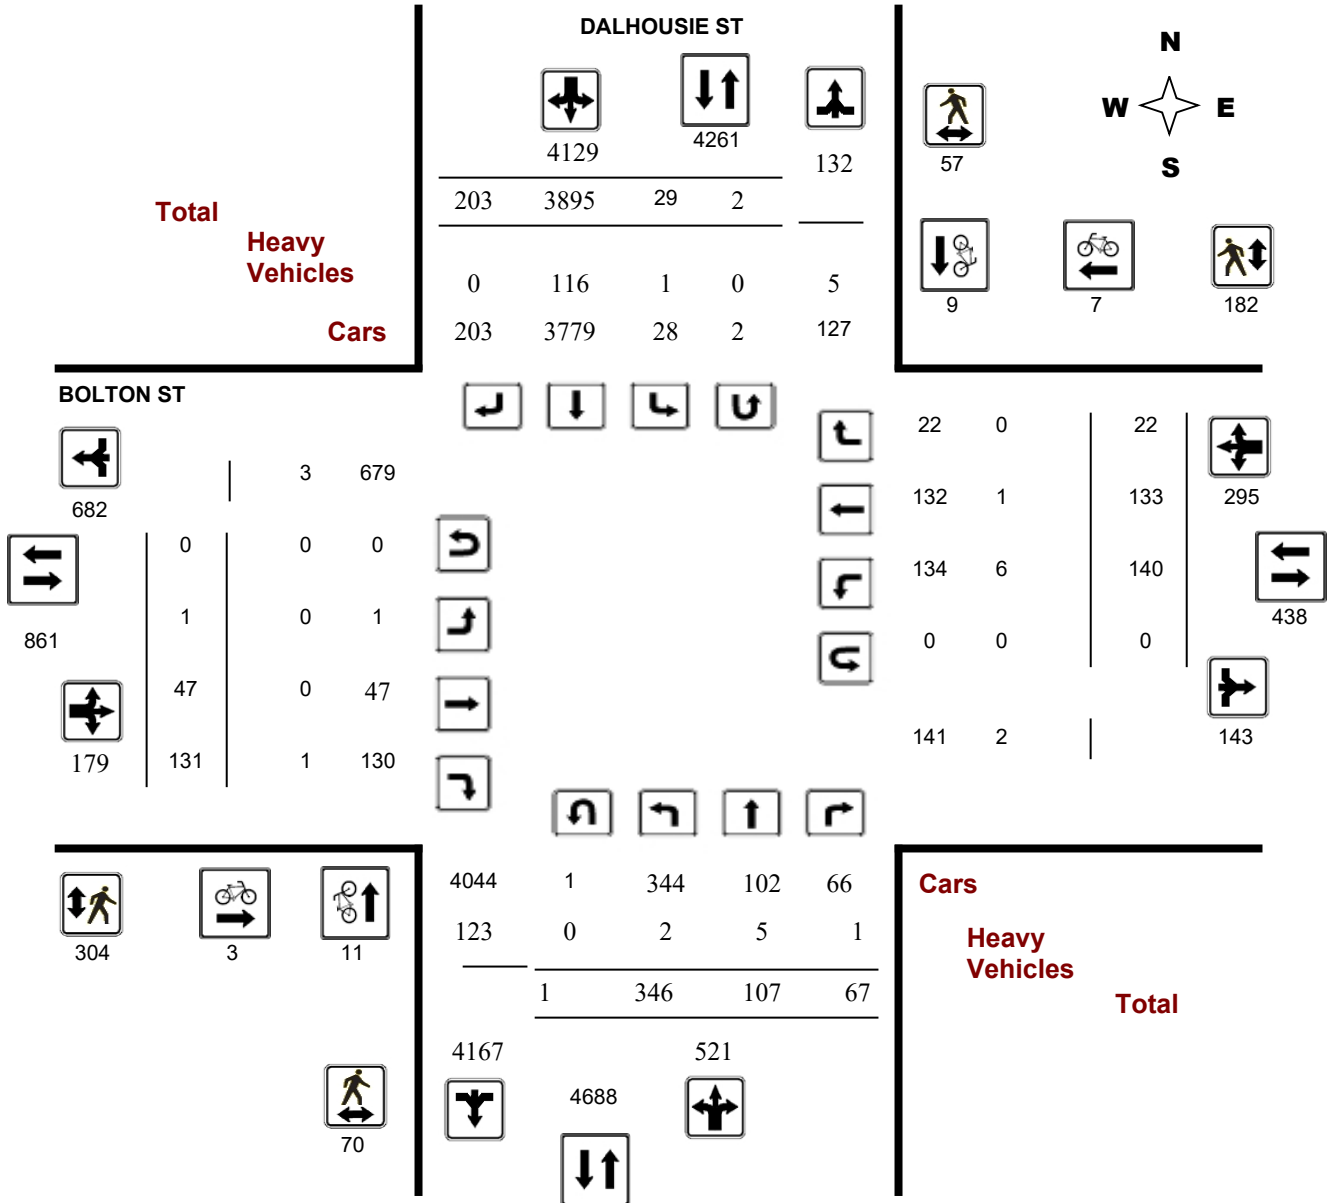 DALHOUSIE ST
N
W E
S
4129 4261 132 57
203 3895 29 2
Total
Heavy
Vehicles
0 116 1 0 5
9 7 182
Cars 203 3779 28 2 127
BOLTON ST
22 0 22
3 679
682
132 1 133 295
0 0 0
134 6 140
1 0 1
861
438
0 0 0
47 0 47
179 131 1 130
141 2 143
4044 1 344 102 66
Cars
304 3 11
123 0 2 5 1
Heavy
Vehicles
1 346 107 67
Total
4167 521
4688
70